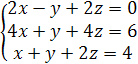 2x − y + 2z = 0
4x + y + 4z = 6
x + y + 2z = 4